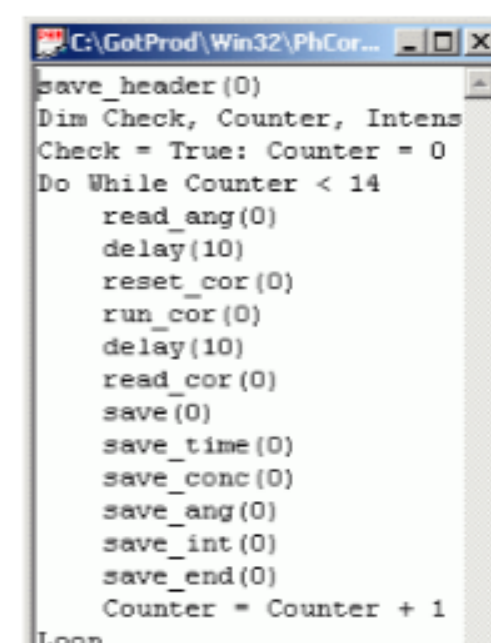 C:\GotProd\Win32\PhCor...
save_header(0)
Dim Check, Counter, Intens
Check = True: Counter = 0
Do While Counter < 14
    read_ang(0)
    delay(10)
    reset_cor(0)
    run_cor(0)
    delay(10)
    read_cor(0)
    save(0)
    save_time(0)
    save_conc(0)
    save_ang(0)
    save_int(0)
    save_end(0)
    Counter = Counter + 1
Loop